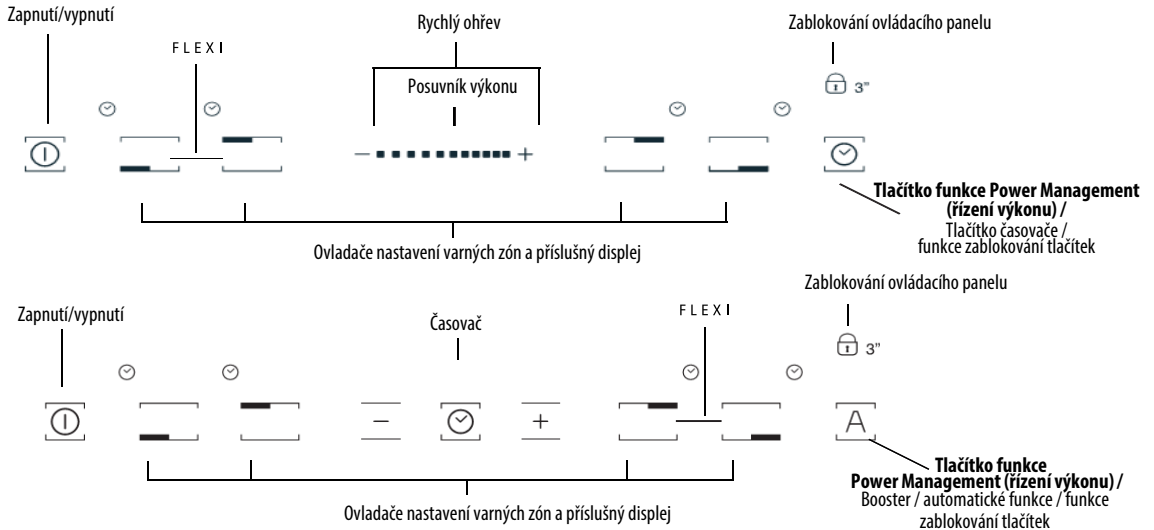 Zapnutí/vypnutí
FLEXI
Rychlý ohřev
Posuvník výkonu
Zablokování ovládacího panelu
3"
− +
Tlačítko funkce Power Management
(řízení výkonu) /
Tlačítko časovače /
funkce zablokování tlačítek
Ovladače nastavení varných zón a příslušný displej
Zapnutí/vypnutí
Časovač
FLEXI
Zablokování ovládacího panelu
3"
− + A
Tlačítko funkce
Power Management (řízení výkonu) /
Booster / automatické funkce / funkce
zablokování tlačítek
Ovladače nastavení varných zón a příslušný displej